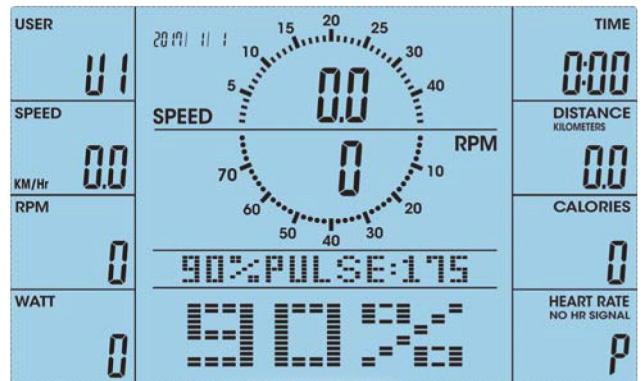 USER
U1
SPEED
KM/Hr 0.0
RPM
0
WATT
0
2017/ 1/ 1
5 10 15 20 25 30 40
0.0
SPEED
RPM
0
70 60 50 40 30 20 10
90%PULSE:175
90%
TIME
0:00
DISTANCE
KILOMETERS
0.0
CALORIES
0
HEART RATE
NO HR SIGNAL
P